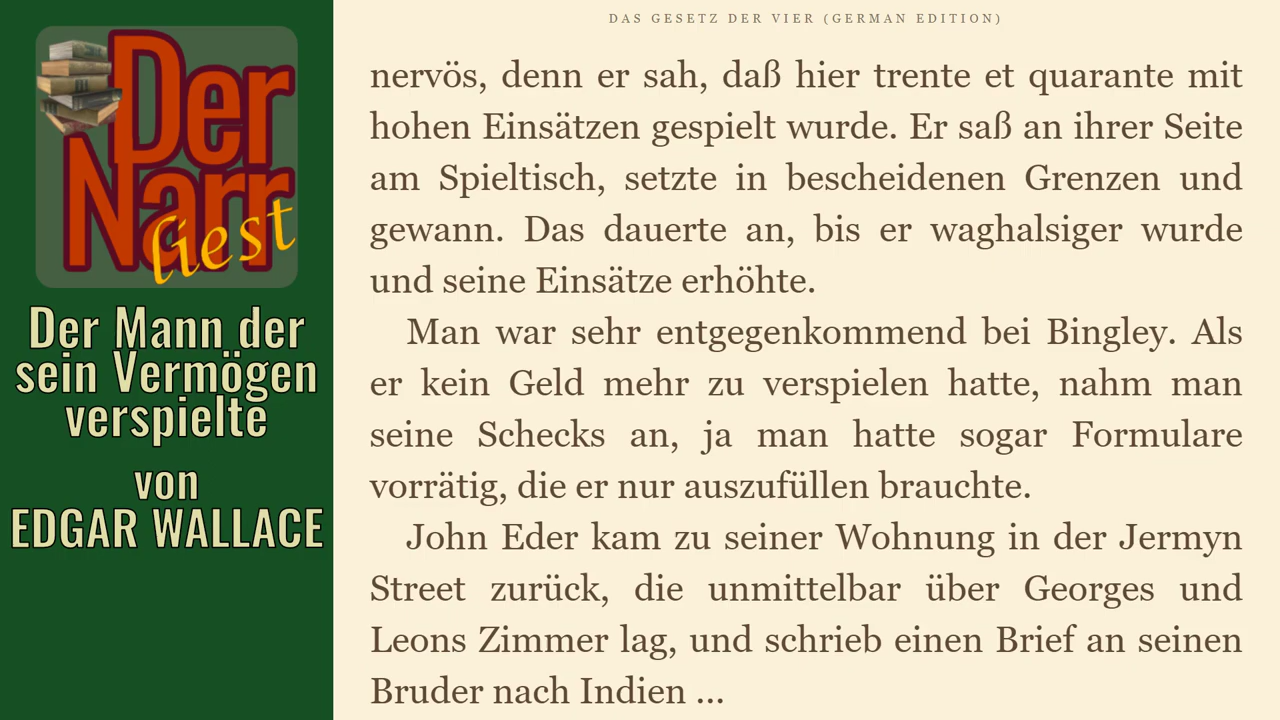 Der
Narr
liest
Der Mann der
sein Vermögen
verspielte
von
EDGAR WALLACE
DAS GESETZ DER VIER (GERMAN EDITION)
nervös, denn er sah, daß hier trente et quarante mit
hohen Einsätzen gespielt wurde. Er saß an ihrer Seite
am Spieltisch, setzte in bescheidenen Grenzen und
gewann. Das dauerte an, bis er waghalsiger wurde
und seine Einsätze erhöhte.
Man war sehr entgegenkommend bei Bingley. Als
er kein Geld mehr zu verspielen hatte, nahm man
seine Schecks an, ja man hatte sogar Formulare
vorrätig, die er nur auszufüllen brauchte.
John Eder kam zu seiner Wohnung in der Jermyn
Street zurück, die unmittelbar über Georges und
Leons Zimmer lag, und schrieb einen Brief an seinen
Bruder nach Indien ...